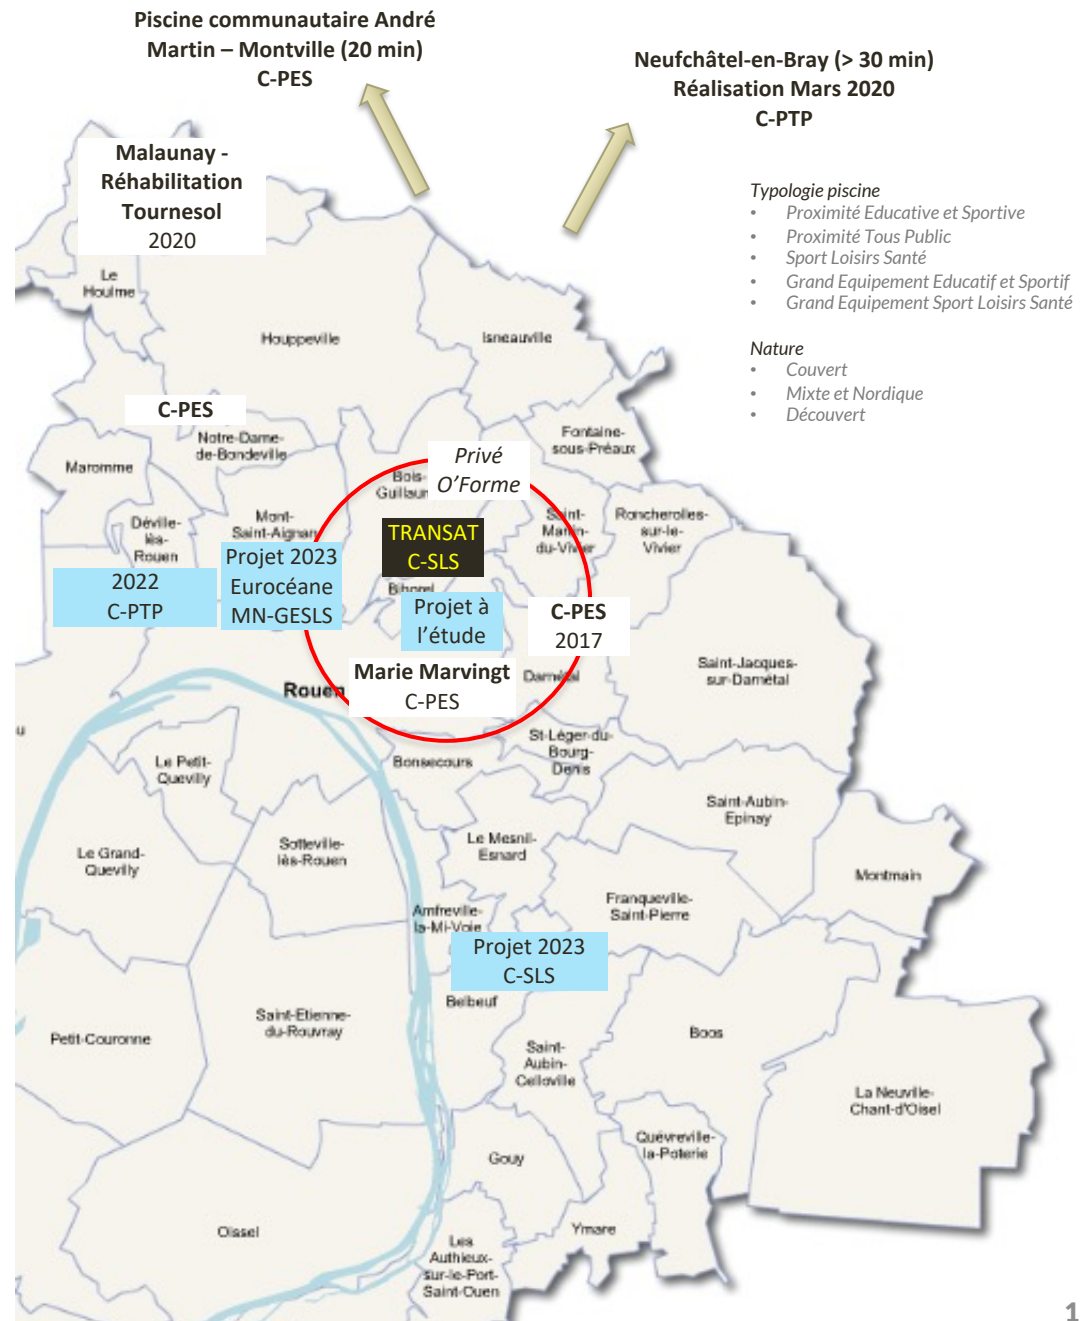 Piscine communautaire André
Martin – Montville (20 min)
C-PES
Neufchâtel-en-Bray (> 30 min)
Réalisation Mars 2020
C-PTP
Malaunay -
Réhabilitation
Tournesol
2020
Typologie piscine
• Proximité Educative et Sportive
• Proximité Tous Public
• Sport Loisirs Santé
• Grand Equipement Educatif et Sportif
• Grand Equipement Sport Loisirs Santé
Nature
• Couvert
• Mixte et Nordique
• Découvert
Le
Houlme
Houppeville
Isneauville
C-PES
Notre-Dame-
de-Bondeville
Maromme
Fontaine-
sous-Préaux
Privé
O'Forme
Bois-
Guillaum
Déville-
lès-
Rouen
Mont-
Saint-Aignan
TRANSAT
C-SLS
Saint-
Martin-
du-Vivier
Roncherolles-
sur-le-
Vivier
2022
C-PTP
Projet 2023
Eurocéane
MN-GESLS
Bihorel
Projet à
l'étude
C-PES
2017
Marie Marvingt
C-PES
Rouen
Darnétal
Saint-Jacques-
sur-Darnétal
u
Le Petit-
Quevilly
Bonsecours
St-Léger-du-
Bourg-
Denis
Saint-Aubin-
Epinay
Le Grand-
Quevilly
Sotteville-
lès-Rouen
Le Mesnil-
Esnard
Montmain
Franqueville-
Saint-Pierre
Amfreville-
la-Mi-Voie
Projet 2023
C-SLS
Belbeuf
Petit-Couronne
Saint-Etienne-
du-Rouvray
Boos
Saint-
Aubin-
Celloville
La Neuville-
Chant-d'Oisel
Quévreville-
la-Poterie
Gouy
Oissel
Ymare
Les
Authieux-
sur-le-Port-
Saint-Ouen
1